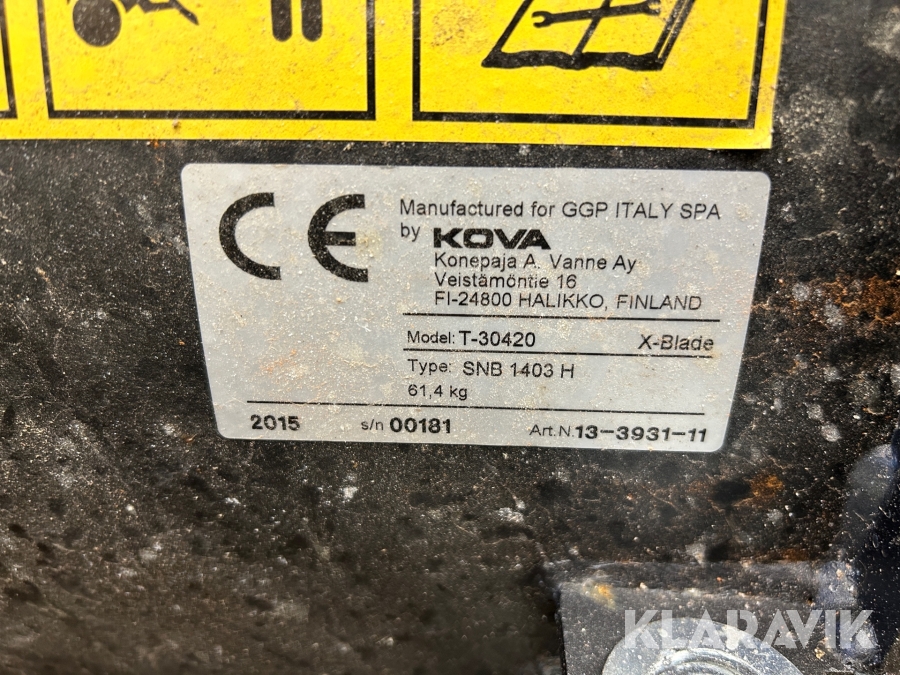 CE
Manufactured for GGP ITALY SPA
by KOVA
Konepaja A. Vanne Ay
Veistämöntie 16
FI-24800 HALIKKO, FINLAND
Model: T-30420 X-Blade
Type: SNB 1403 H
61,4 kg
2015 s/n 00181 Art.N.13-3931-11
KLARAVIK